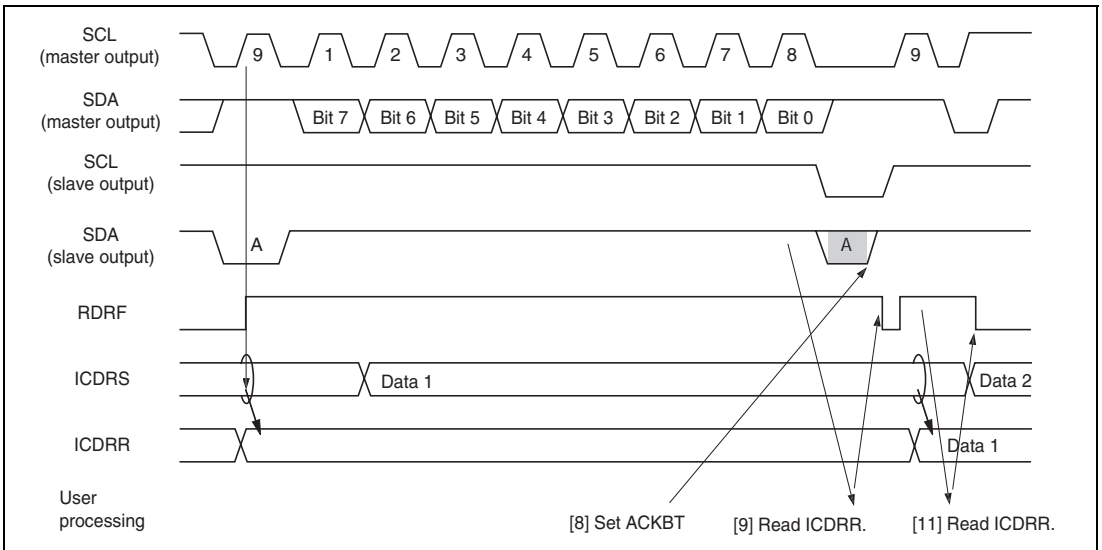 SCL
(master output)
9 1 2 3 4 5 6 7 8 9
SDA
(master output)
Bit 7 Bit 6 Bit 5 Bit 4 Bit 3 Bit 2 Bit 1 Bit 0
SCL
(slave output)
SDA
(slave output)
A A
RDRF
ICDRS
Data 1 Data 2
ICDRR
Data 1
User
processing
[8] Set ACKBT [9] Read ICDRR. [11] Read ICDRR.